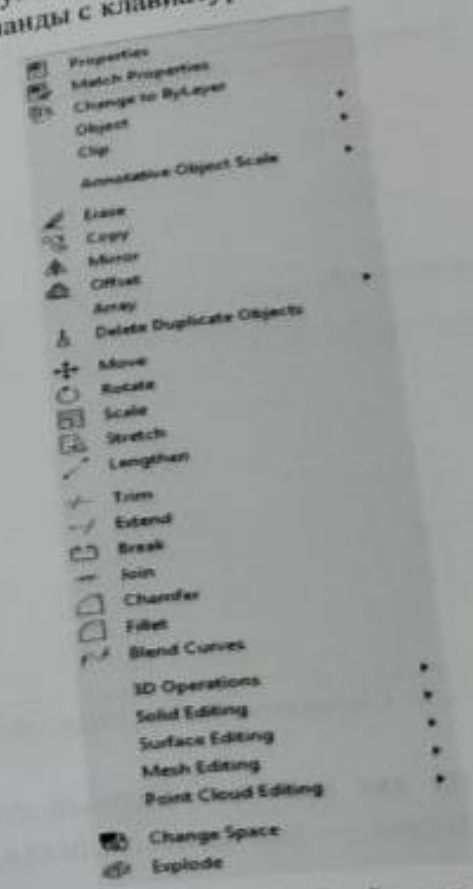 команды с клавиатур
Properties
Match Properties
Change to ByLayer
Object
Clip
Annotative Object Scale
Erase
Copy
Mirror
Offset
Array
Delete Duplicate Objects
Move
Rotate
Scale
Stretch
Lengthen
Trim
Extend
Break
Join
Chamfer
Fillet
Blend Curves
3D Operations
Solid Editing
Surface Editing
Mesh Editing
Point Cloud Editing
Change Space
Explode